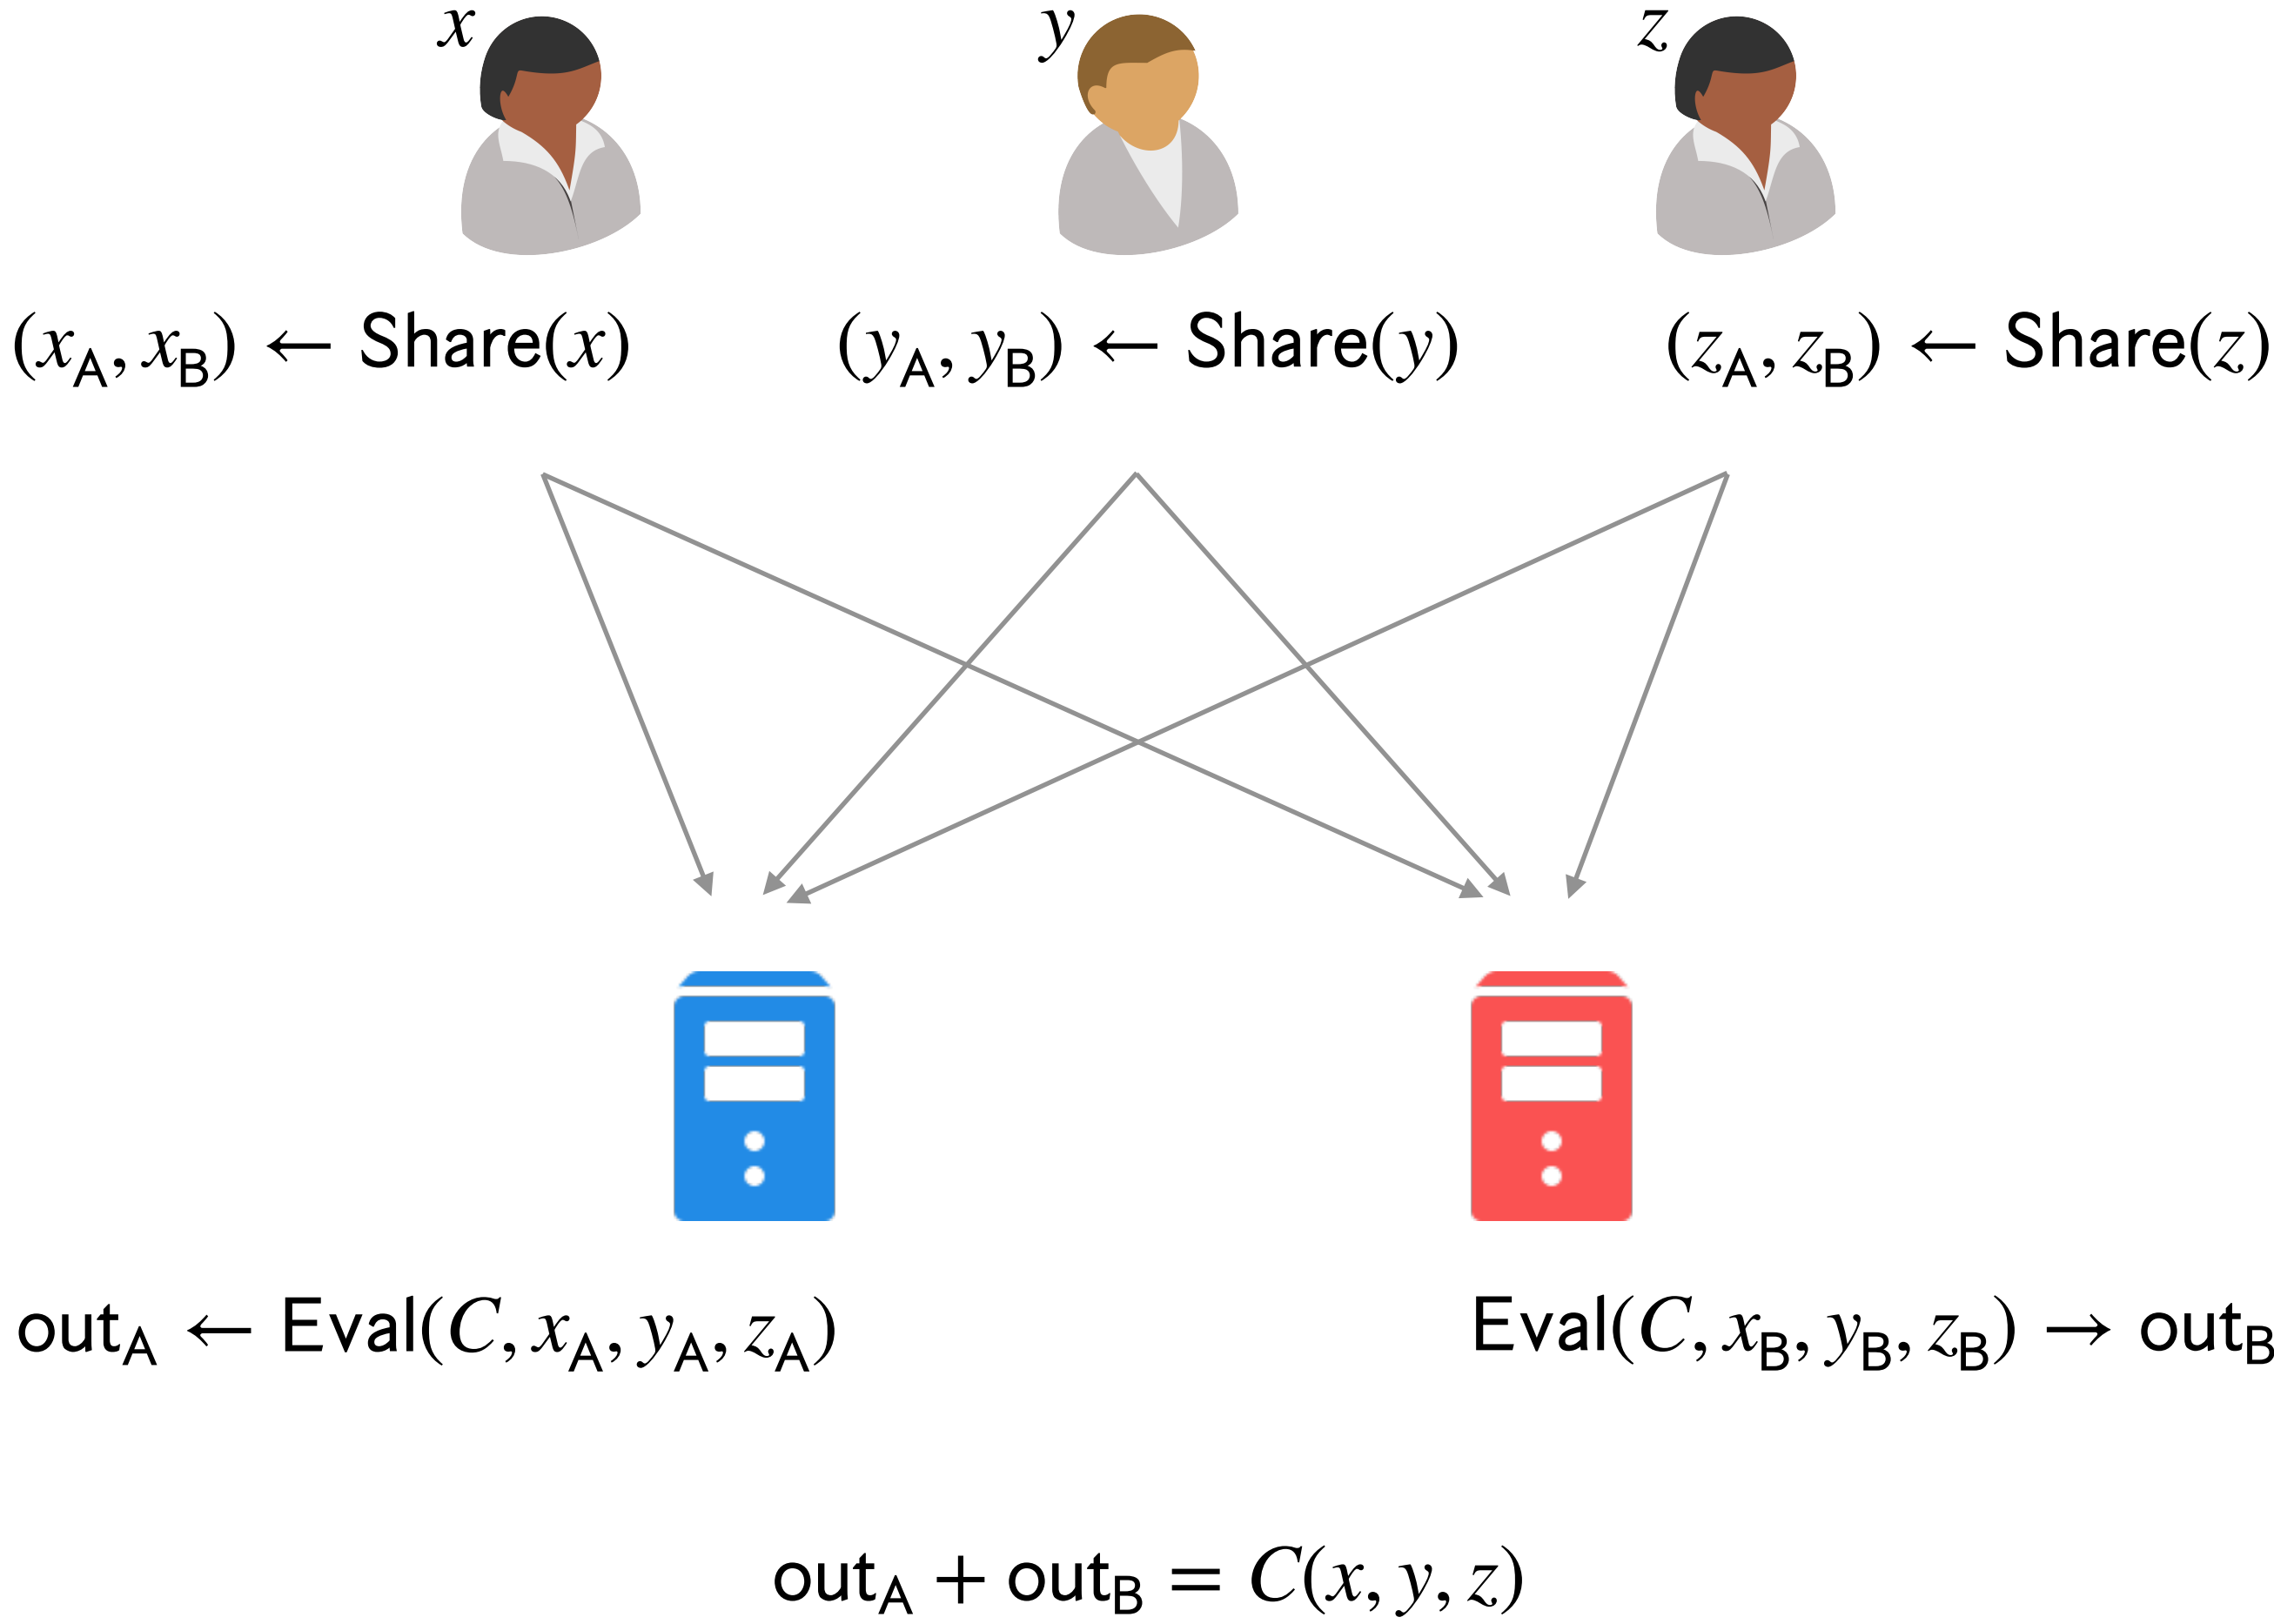 x y z
(x_A, x_B) ← Share(x) (y_A, y_B) ← Share(y) (z_A, z_B) ← Share(z)
out_A ← Eval(C, x_A, y_A, z_A) Eval(C, x_B, y_B, z_B) → out_B
out_A + out_B = C(x, y, z)